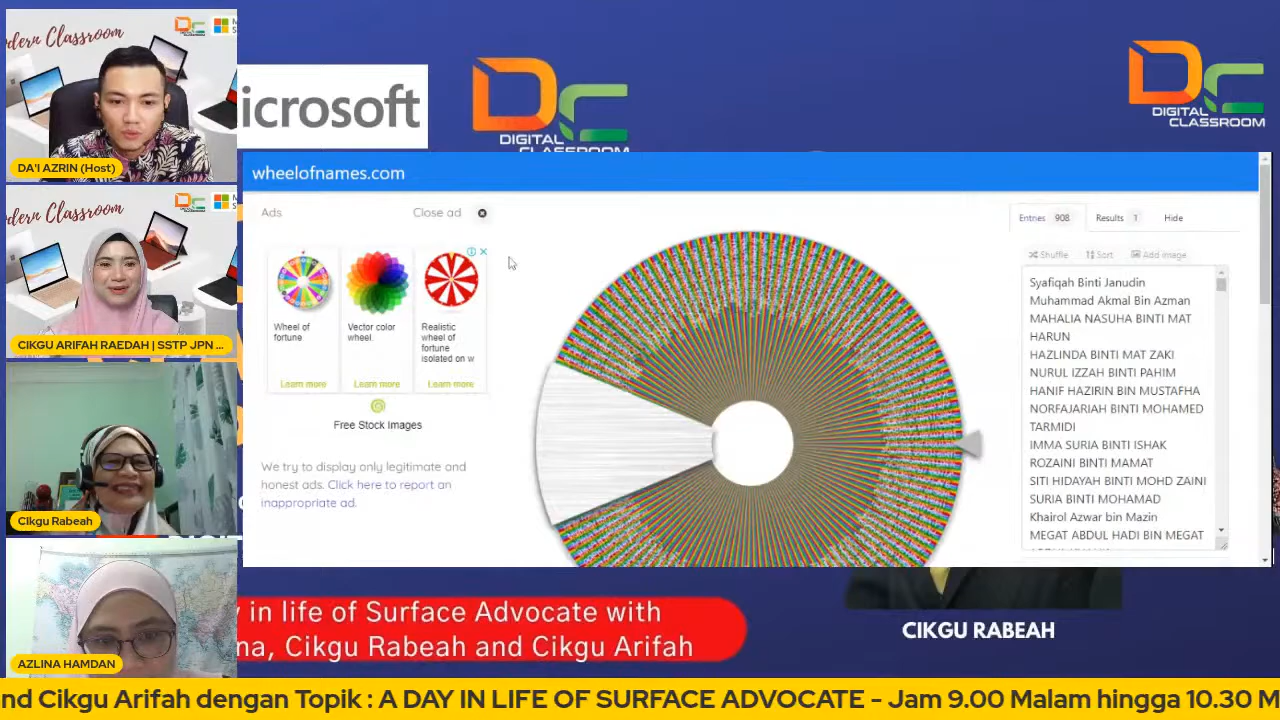 odern Classroom
DC
M
S
DA'I AZRIN (Host)
odern Classroom
DC
M
S
CIKGU ARIFAH RAEDAH | SSTP JPN ...
Cikgu Rabeah
AZLINA HAMDAN
icrosoft
DC
DIGITAL
CLASSROOM
DC
DIGITAL
CLASSROOM
wheelofnames.com
Ads
Close ad
Wheel of
fortune
Learn more
Vector color
wheel.
Learn more
Realistic
wheel of
fortune
isolated on w
Learn more
Free Stock Images
We try to display only legitimate and
honest ads. Click here to report an
inappropriate ad.
Entries 908
Results 1
Hide
Shuffle
Sort
Add image
Syafiqah Binti Janudin
Muhammad Akmal Bin Azman
MAHALIA NASUHA BINTI MAT
HARUN
HAZLINDA BINTI MAT ZAKI
NURUL IZZAH BINTI PAHIM
HANIF HAZIRIN BIN MUSTAFHA
NORFAJARIAH BINTI MOHAMED
TARMIDI
IMMA SURIA BINTI ISHAK
ROZAINI BINTI MAMAT
SITI HIDAYAH BINTI MOHD ZAINI
SURIA BINTI MOHAMAD
Khairol Azwar bin Mazin
MEGAT ABDUL HADI BIN MEGAT
y in life of Surface Advocate with
na, Cikgu Rabeah and Cikgu Arifah
CIKGU RABEAH
nd Cikgu Arifah dengan Topik : A DAY IN LIFE OF SURFACE ADVOCATE - Jam 9.00 Malam hingga 10.30 M